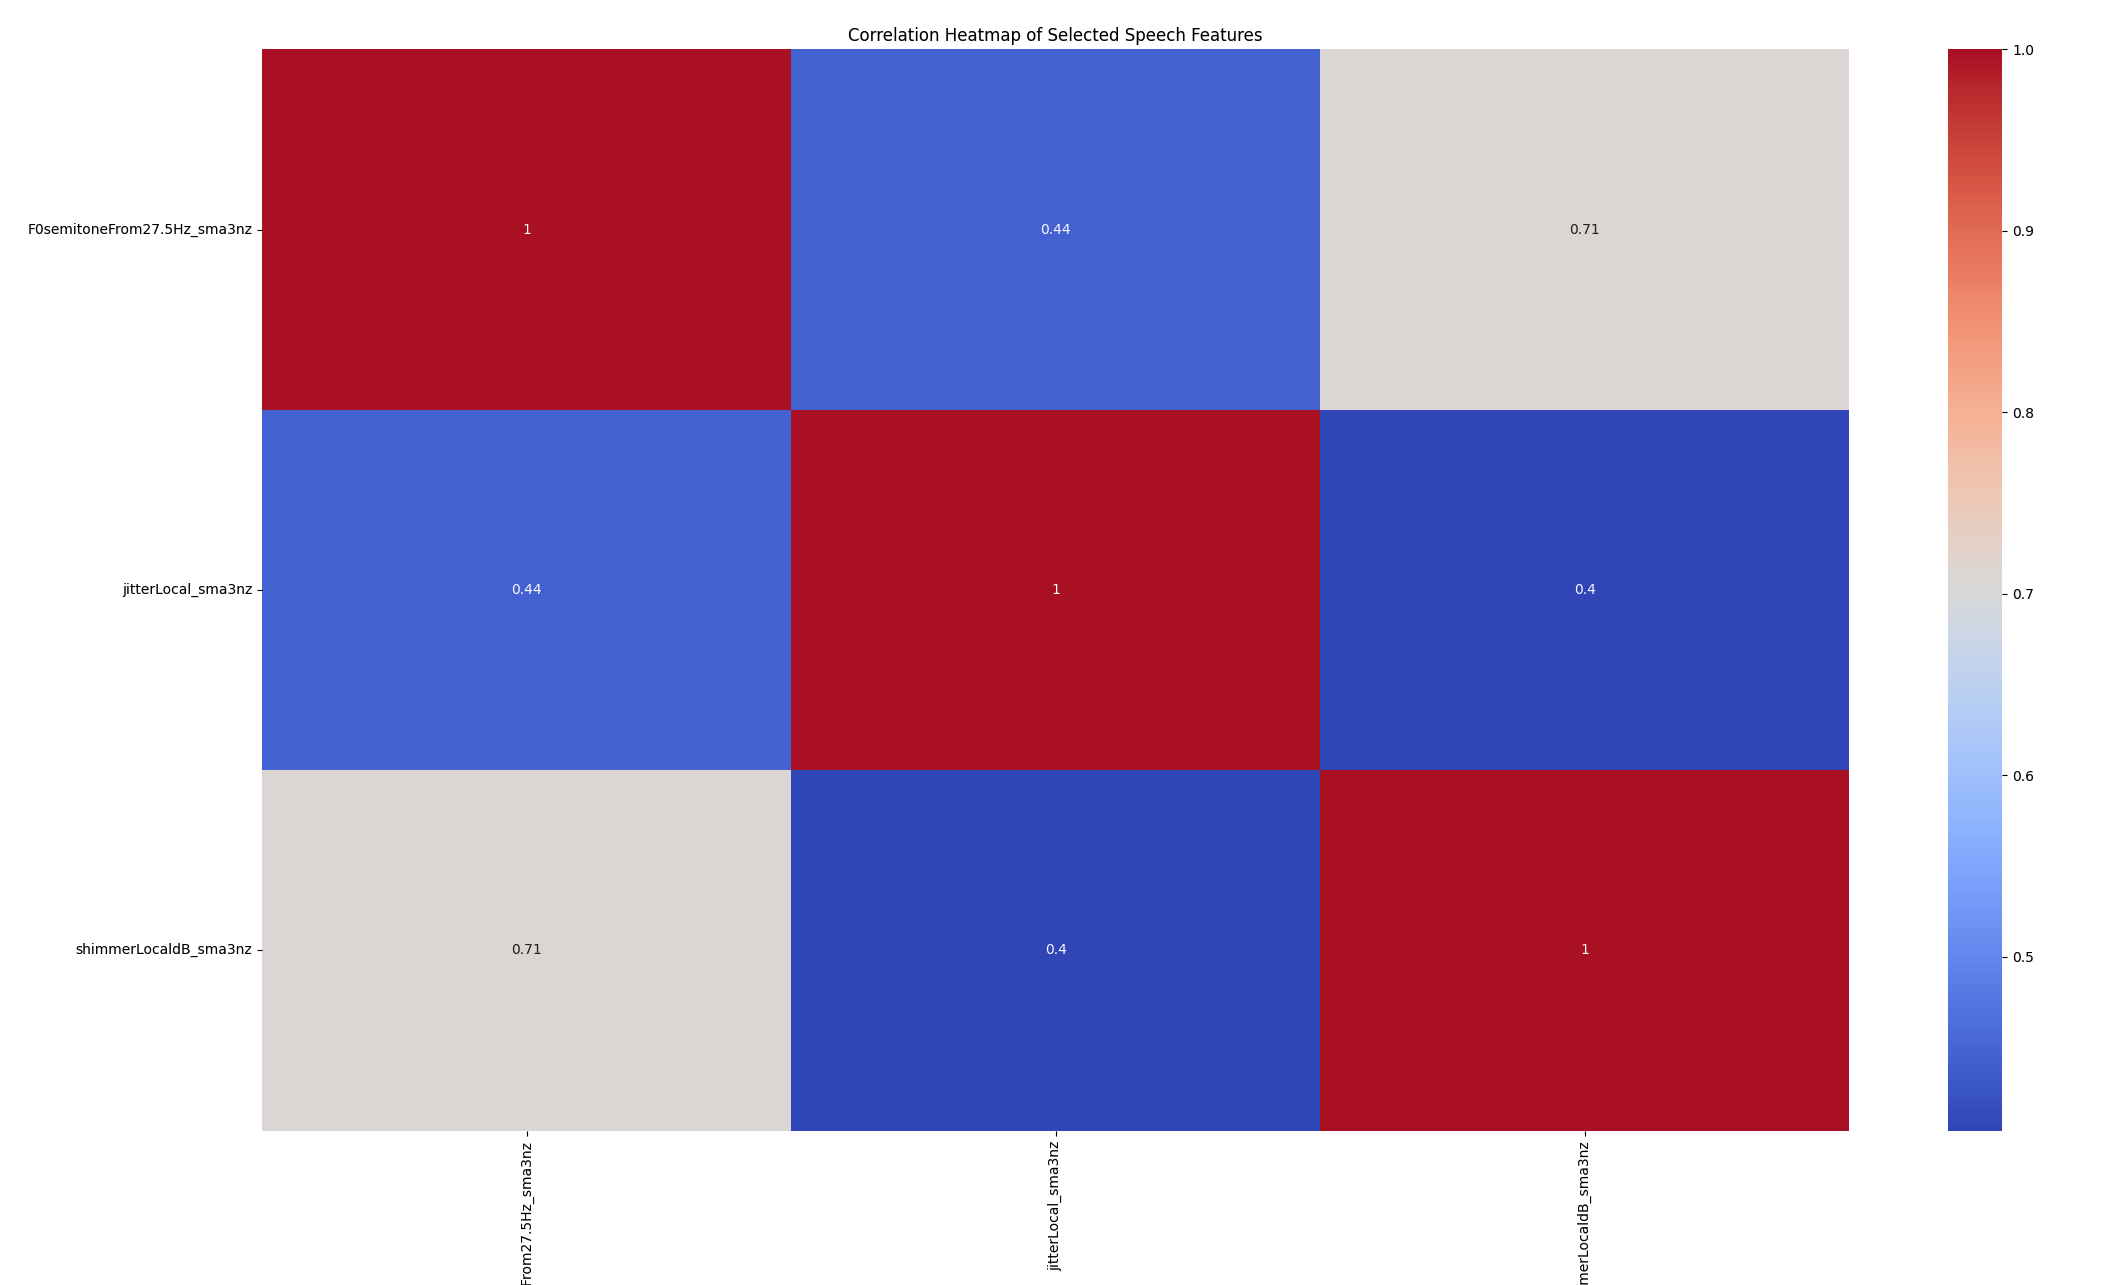 Correlation Heatmap of Selected Speech Features
F0semitoneFrom27.5Hz_sma3nz
1
0.44
0.71
jitterLocal_sma3nz
0.44
1
0.4
shimmerLocaldB_sma3nz
0.71
0.4
1
From27.5Hz_sma3nz
jitterLocal_sma3nz
merLocaldB_sma3nz
1.0
0.9
0.8
0.7
0.6
0.5